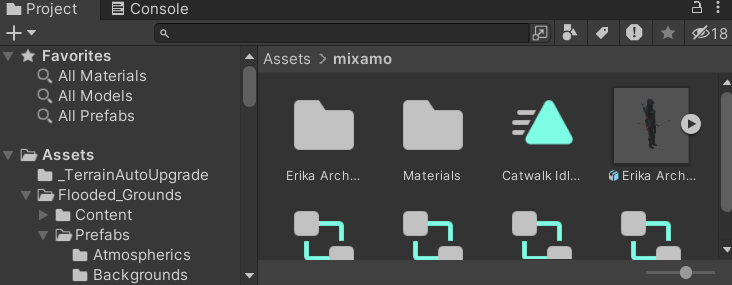 Project
Console
18
Favorites
All Materials
All Models
All Prefabs
Assets
_TerrainAutoUpgrade
Flooded_Grounds
Content
Prefabs
Atmospherics
Backgrounds
Assets > mixamo
Erika Arch...
Materials
Catwalk Idl...
Erika Arch...